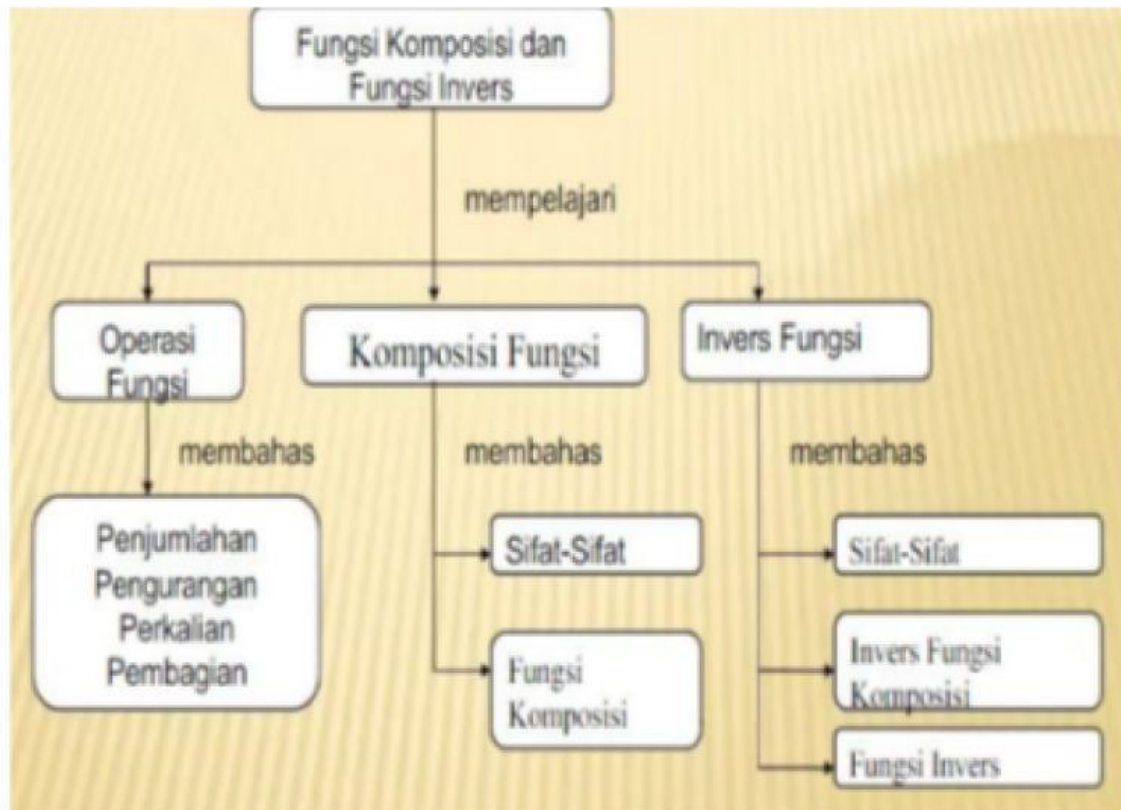 Fungsi Komposisi dan
Fungsi Invers
mempelajari
Operasi
Fungsi
Komposisi Fungsi
Invers Fungsi
membahas
membahas
membahas
Penjumlahan
Pengurangan
Perkalian
Pembagian
Sifat-Sifat
Fungsi
Komposisi
Sifat-Sifat
Invers Fungsi
Komposisi
Fungsi Invers